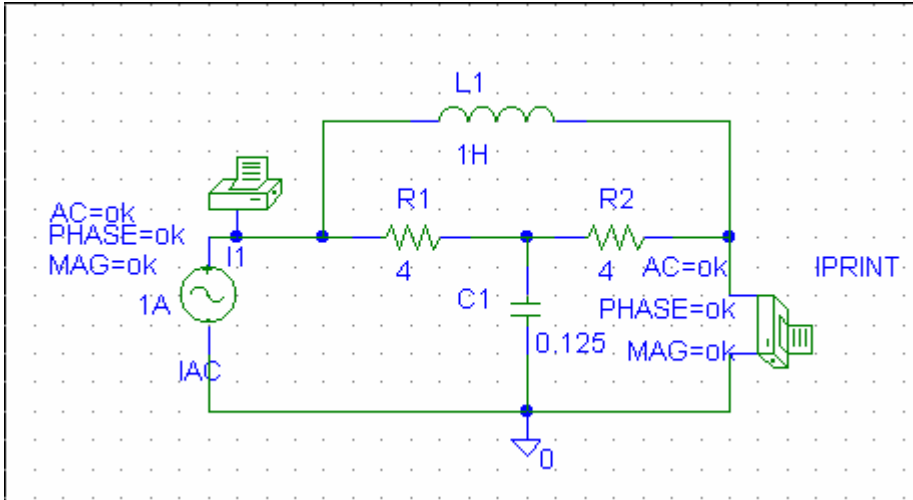 L1
1H
R1
R2
AC=ok
PHASE=ok
MAG=ok
I1
4
4
AC=ok
IPRINT
1A
C1
PHASE=ok
0,125
MAG=ok
IAC
0